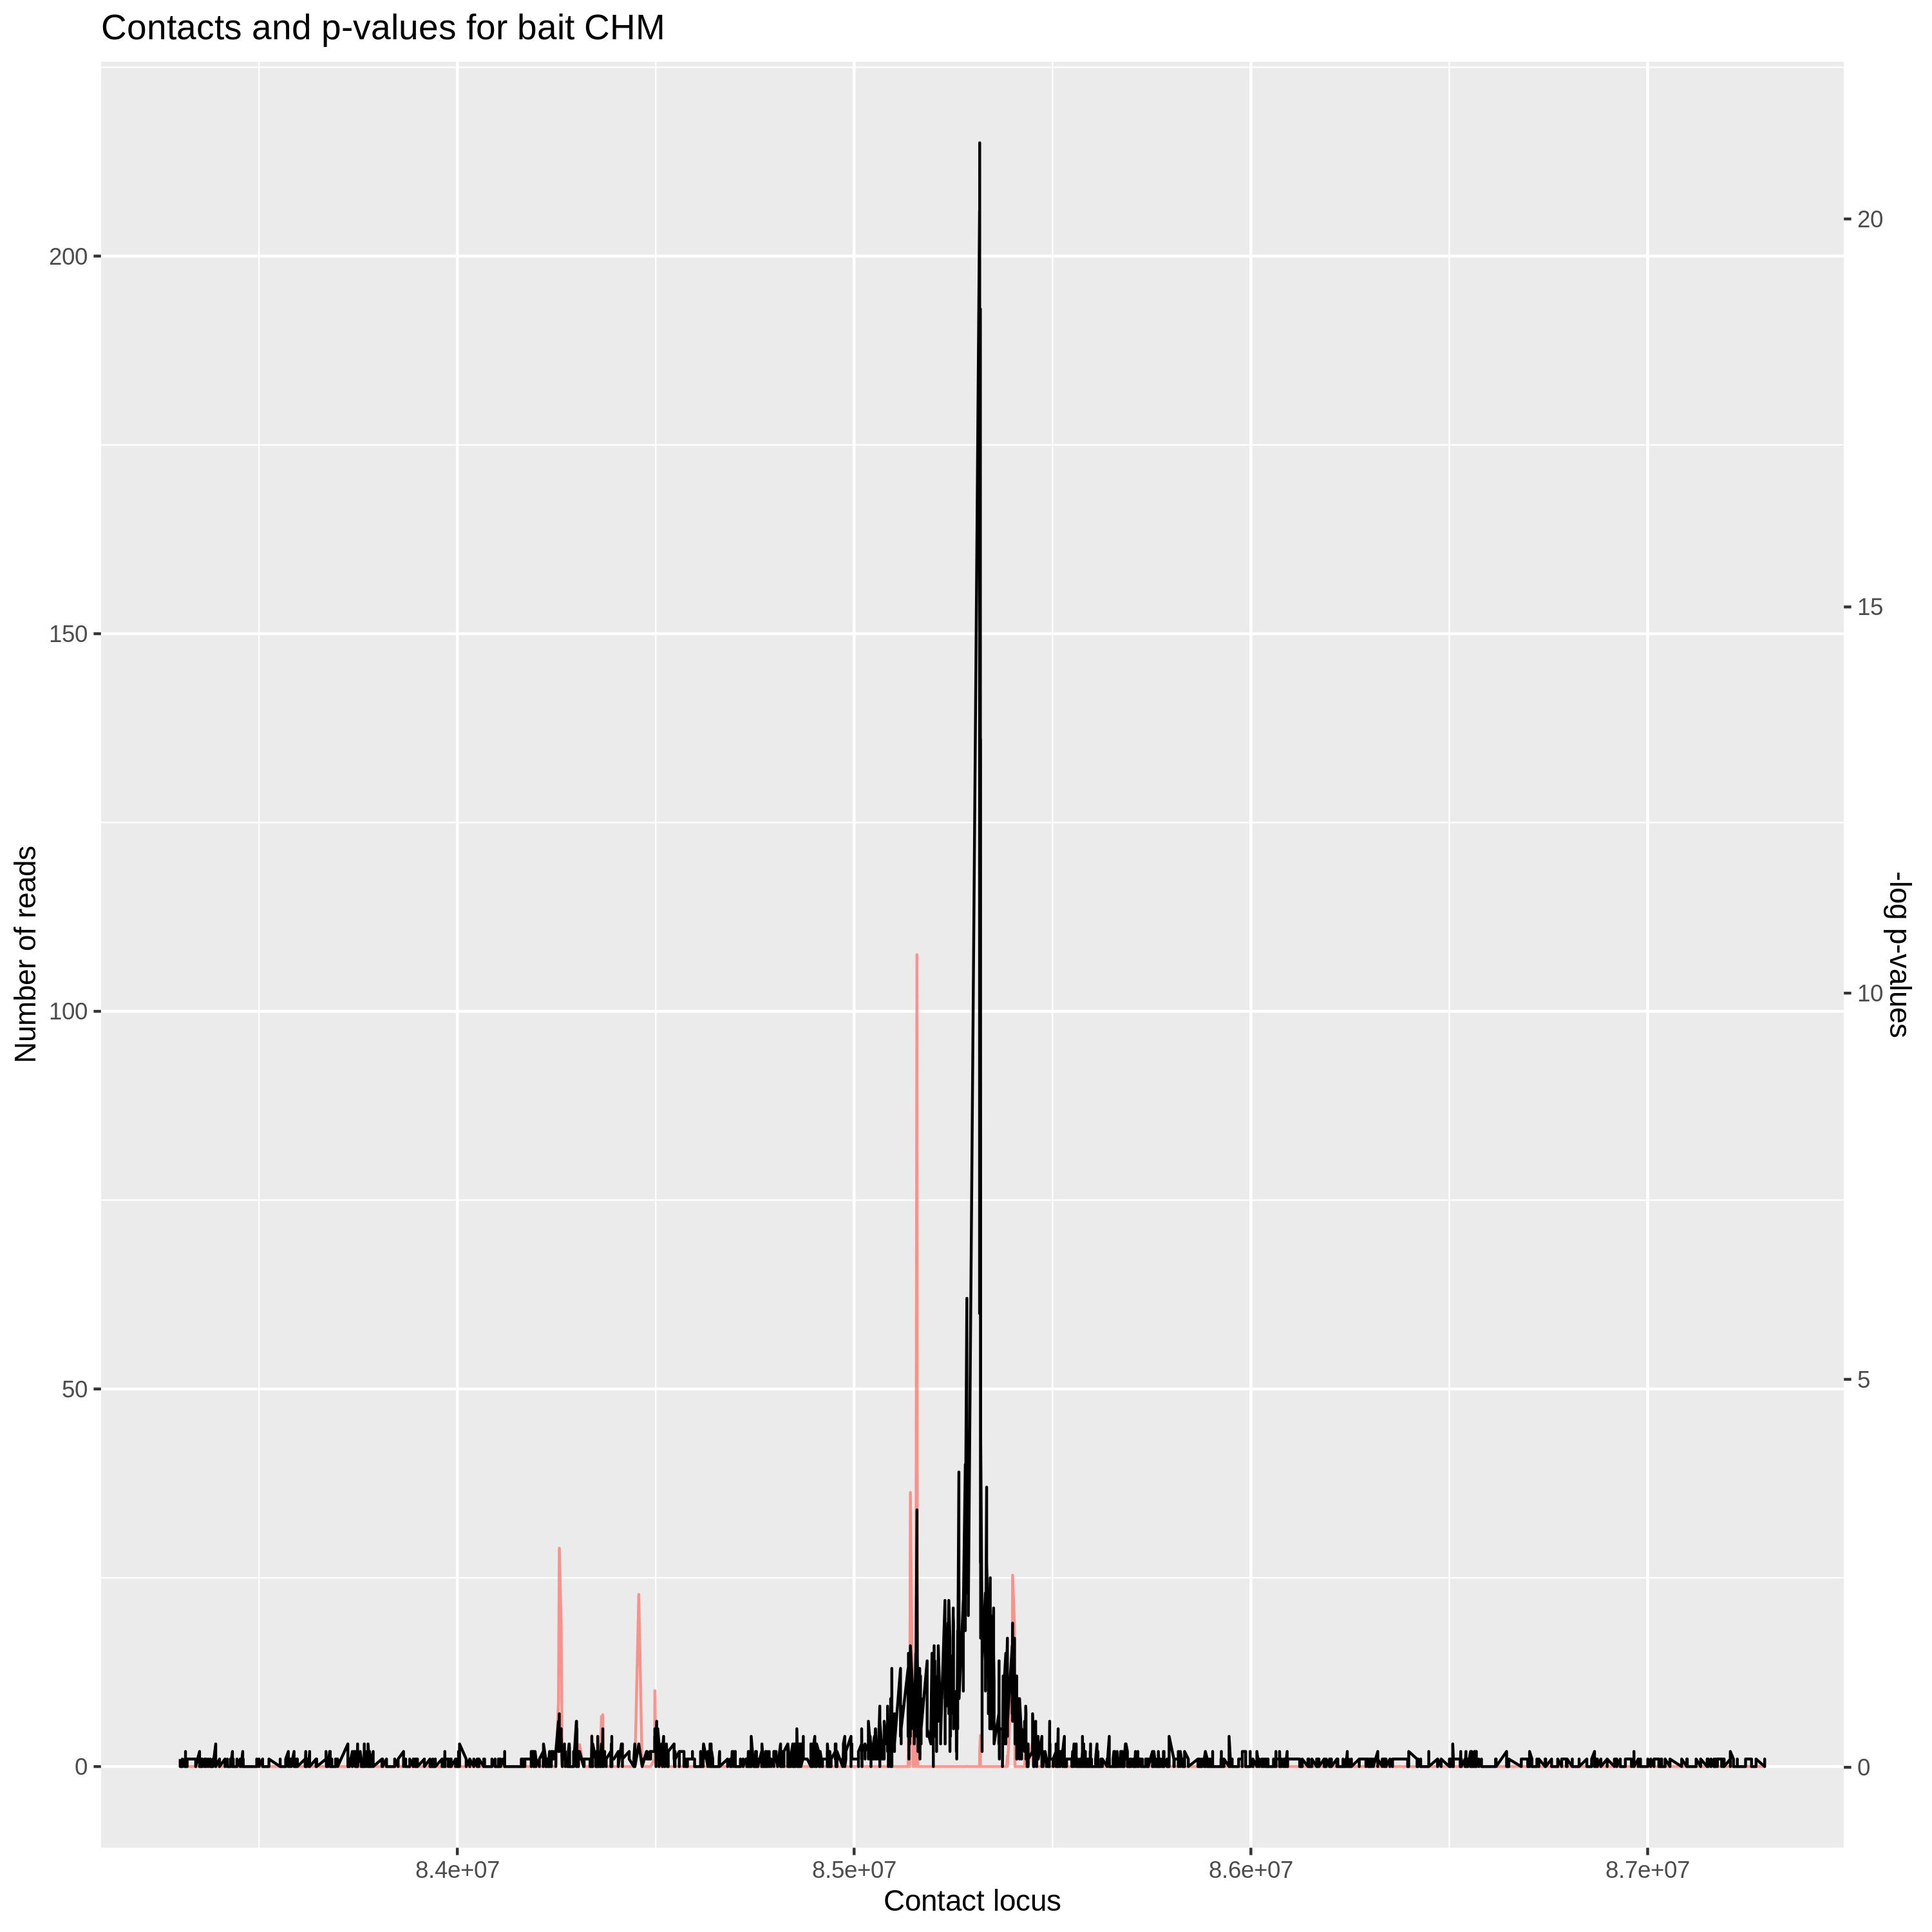 Contacts and p-values for bait CHM
200
150
100
50
0
Number of reads
20
15
10
5
0
-log p-values
8.4e+07
8.5e+07
8.6e+07
8.7e+07
Contact locus